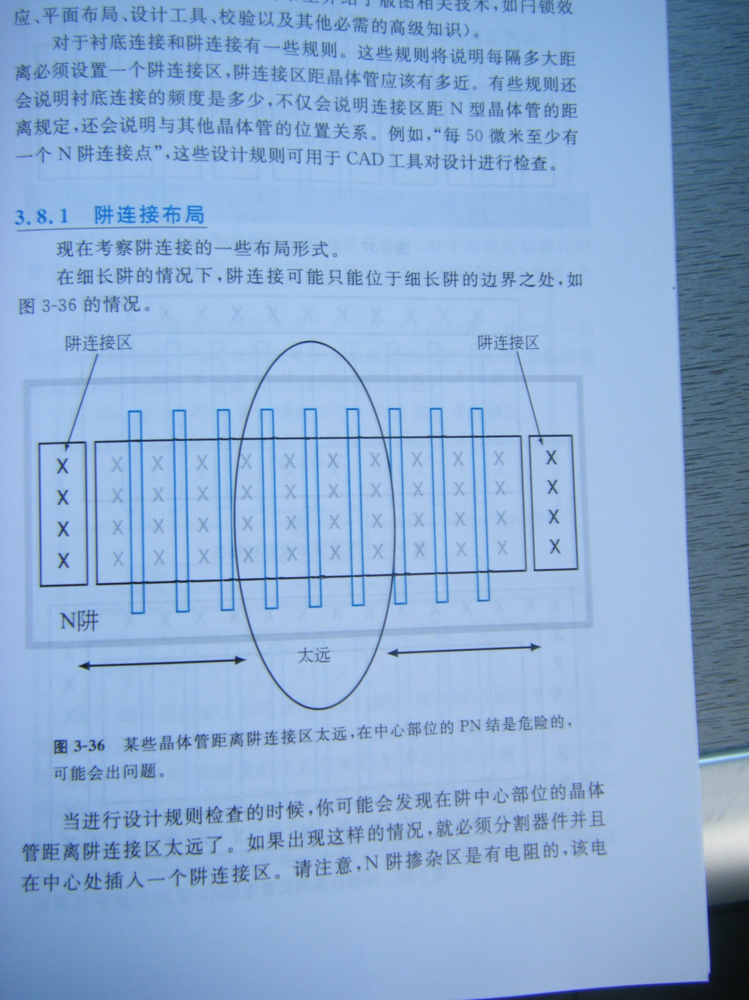 版图相关技术,如闩锁效
应、平面布局、设计工具、校验以及其他必需的高级知识)。
对于衬底连接和阱连接有一些规则。这些规则将说明每隔多大距
离必须设置一个阱连接区,阱连接区距晶体管应该有多近。有些规则还
会说明衬底连接的频度是多少,不仅会说明连接区距 N 型晶体管的距
离规定,还会说明与其他晶体管的位置关系。例如,“每 50 微米至少有
一个 N 阱连接点”,这些设计规则可用于 CAD 工具对设计进行检查。
3.8.1 阱连接布局
现在考察阱连接的一些布局形式。
在细长阱的情况下,阱连接可能只能位于细长阱的边界之处,如
图 3-36 的情况。
阱连接区 阱连接区
X X X X X X X X X X X X
X X X X X X X X X X X X
X X X X X X X X X X X X
X X X X X X X X X X X X
N阱
太远
图 3-36 某些晶体管距离阱连接区太远,在中心部位的 PN 结是危险的,
可能会出问题。
当进行设计规则检查的时候,你可能会发现在阱中心部位的晶体
管距离阱连接区太远了。如果出现这样的情况,就必须分割器件并且
在中心处插入一个阱连接区。请注意,N 阱掺杂区是有电阻的,该电